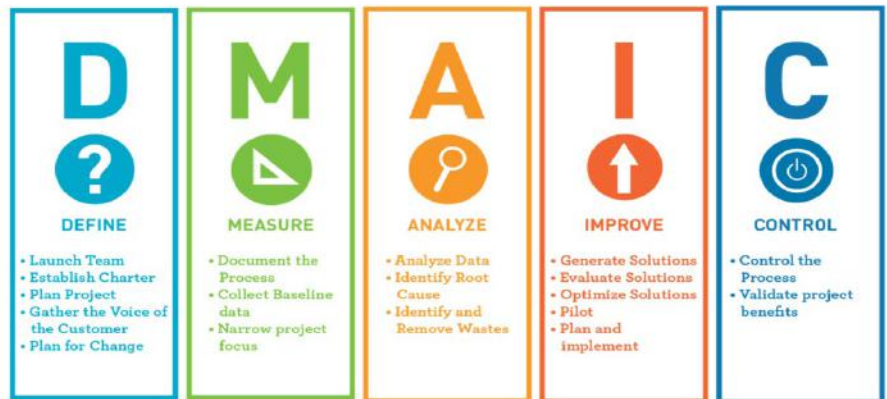 D
?
DEFINE
• Launch Team
• Establish Charter
• Plan Project
• Gather the Voice of
the Customer
• Plan for Change
M
MEASURE
• Document the
Process
• Collect Baseline
data
• Narrow project
focus
A
ANALYZE
• Analyze Data
• Identify Root
Cause
• Identify and
Remove Wastes
I
IMPROVE
• Generate Solutions
• Evaluate Solutions
• Optimize Solutions
• Pilot
• Plan and
implement
C
CONTROL
• Control the
Process
• Validate project
benefits